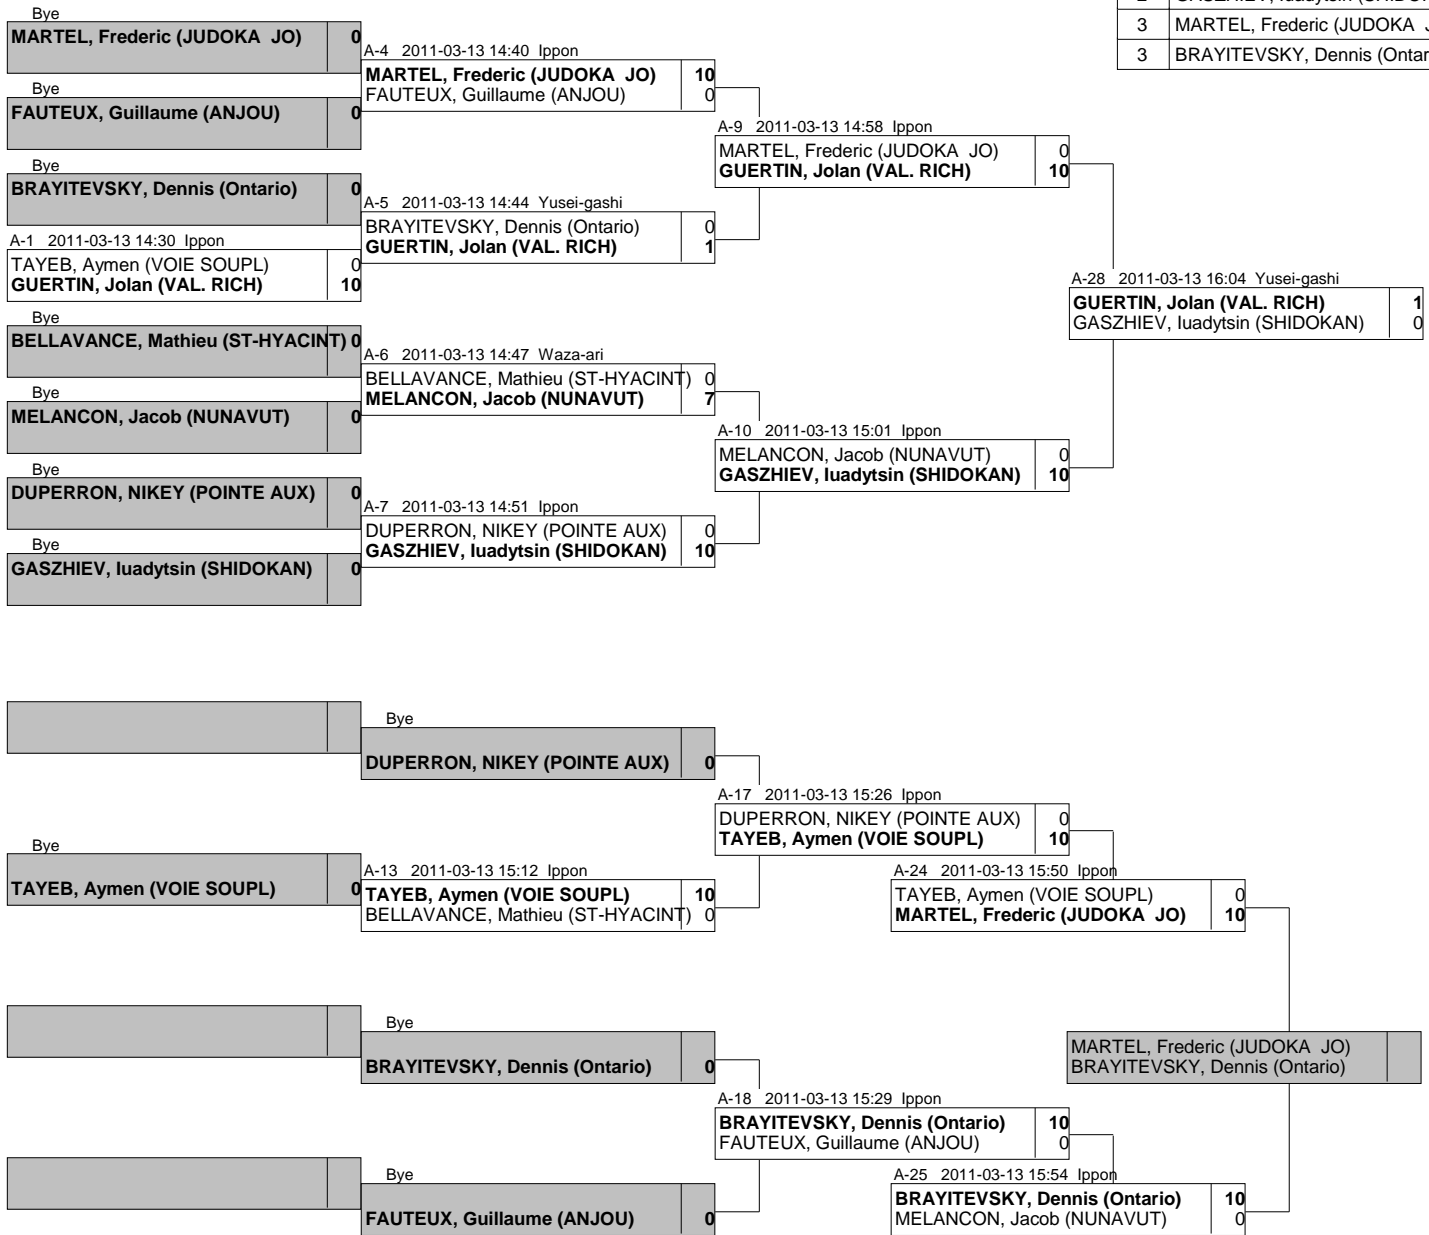 Bye
MARTEL, Frederic (JUDOKA JO) 0
Bye
FAUTEUX, Guillaume (ANJOU) 0
Bye
BRAYITEVSKY, Dennis (Ontario) 0
A-1 2011-03-13 14:30 Ippon
TAYEB, Aymen (VOIE SOUPL) 0
GUERTIN, Jolan (VAL. RICH) 10
Bye
BELLAVANCE, Mathieu (ST-HYACINT) 0
Bye
MELANCON, Jacob (NUNAVUT) 0
Bye
DUPERRON, NIKEY (POINTE AUX) 0
Bye
GASZHIEV, Iuadytsin (SHIDOKAN) 0
A-4 2011-03-13 14:40 Ippon
MARTEL, Frederic (JUDOKA JO) 10
FAUTEUX, Guillaume (ANJOU) 0
A-5 2011-03-13 14:44 Yusei-gashi
BRAYITEVSKY, Dennis (Ontario) 0
GUERTIN, Jolan (VAL. RICH) 1
A-6 2011-03-13 14:47 Waza-ari
BELLAVANCE, Mathieu (ST-HYACINT) 0
MELANCON, Jacob (NUNAVUT) 7
A-7 2011-03-13 14:51 Ippon
DUPERRON, NIKEY (POINTE AUX) 0
GASZHIEV, Iuadytsin (SHIDOKAN) 10
A-9 2011-03-13 14:58 Ippon
MARTEL, Frederic (JUDOKA JO) 0
GUERTIN, Jolan (VAL. RICH) 10
A-10 2011-03-13 15:01 Ippon
MELANCON, Jacob (NUNAVUT) 0
GASZHIEV, Iuadytsin (SHIDOKAN) 10
3 MARTEL, Frederic (JUDOKA
3 BRAYITEVSKY, Dennis (Ontar
A-28 2011-03-13 16:04 Yusei-gashi
GUERTIN, Jolan (VAL. RICH) 1
GASZHIEV, Iuadytsin (SHIDOKAN) 0
Bye
TAYEB, Aymen (VOIE SOUPL) 0
Bye
DUPERRON, NIKEY (POINTE AUX) 0
A-13 2011-03-13 15:12 Ippon
TAYEB, Aymen (VOIE SOUPL) 10
BELLAVANCE, Mathieu (ST-HYACINT) 0
Bye
BRAYITEVSKY, Dennis (Ontario) 0
Bye
FAUTEUX, Guillaume (ANJOU) 0
A-17 2011-03-13 15:26 Ippon
DUPERRON, NIKEY (POINTE AUX) 0
TAYEB, Aymen (VOIE SOUPL) 10
A-18 2011-03-13 15:29 Ippon
BRAYITEVSKY, Dennis (Ontario) 10
FAUTEUX, Guillaume (ANJOU) 0
A-24 2011-03-13 15:50 Ippon
TAYEB, Aymen (VOIE SOUPL) 0
MARTEL, Frederic (JUDOKA JO) 10
A-25 2011-03-13 15:54 Ippon
BRAYITEVSKY, Dennis (Ontario) 10
MELANCON, Jacob (NUNAVUT) 0
MARTEL, Frederic (JUDOKA JO)
BRAYITEVSKY, Dennis (Ontario)